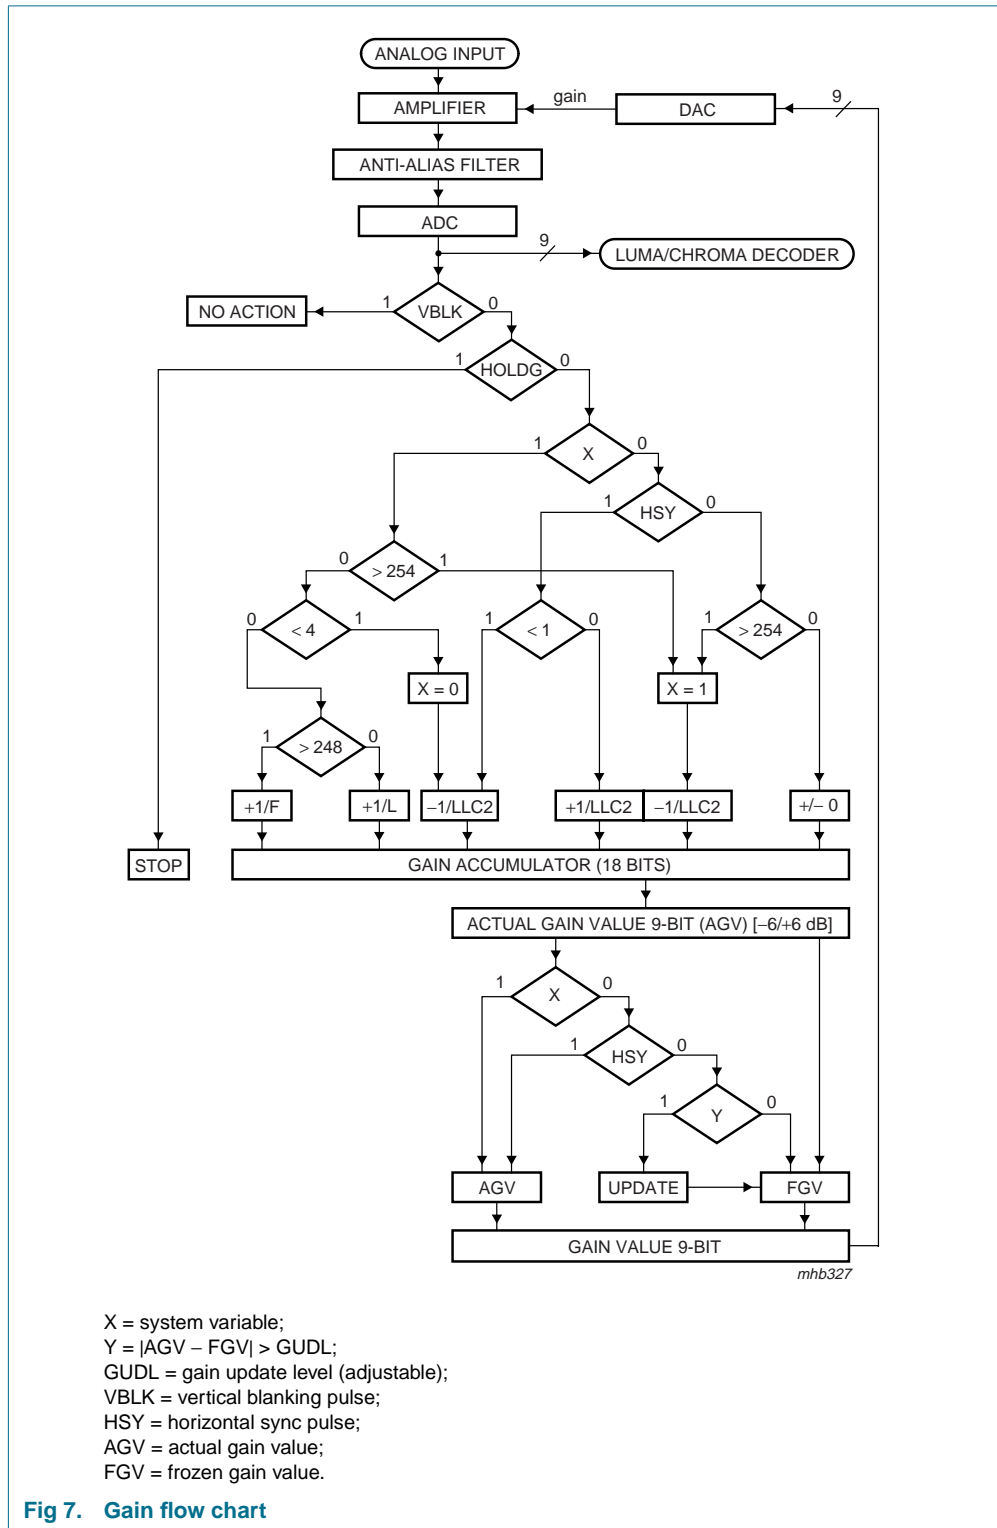 ANALOG INPUT
AMPLIFIER
gain
DAC
9
ANTI-ALIAS FILTER
ADC
9
LUMA/CHROMA DECODER
NO ACTION
1
VBLK
0
1
HOLDG
0
1
X
0
1
HSY
0
0
> 254
1
0
< 4
1
1
< 1
0
1
> 254
0
X = 0
X = 1
1
> 248
0
+1/F
+1/L
−1/LLC2
+1/LLC2
−1/LLC2
+/− 0
STOP
GAIN ACCUMULATOR (18 BITS)
ACTUAL GAIN VALUE 9-BIT (AGV) [−6/+6 dB]
1
X
0
1
HSY
0
1
Y
0
AGV
UPDATE
FGV
GAIN VALUE 9-BIT
mhb327
X = system variable;
Y = |AGV − FGV| > GUDL;
GUDL = gain update level (adjustable);
VBLK = vertical blanking pulse;
HSY = horizontal sync pulse;
AGV = actual gain value;
FGV = frozen gain value.
Fig 7. Gain flow chart